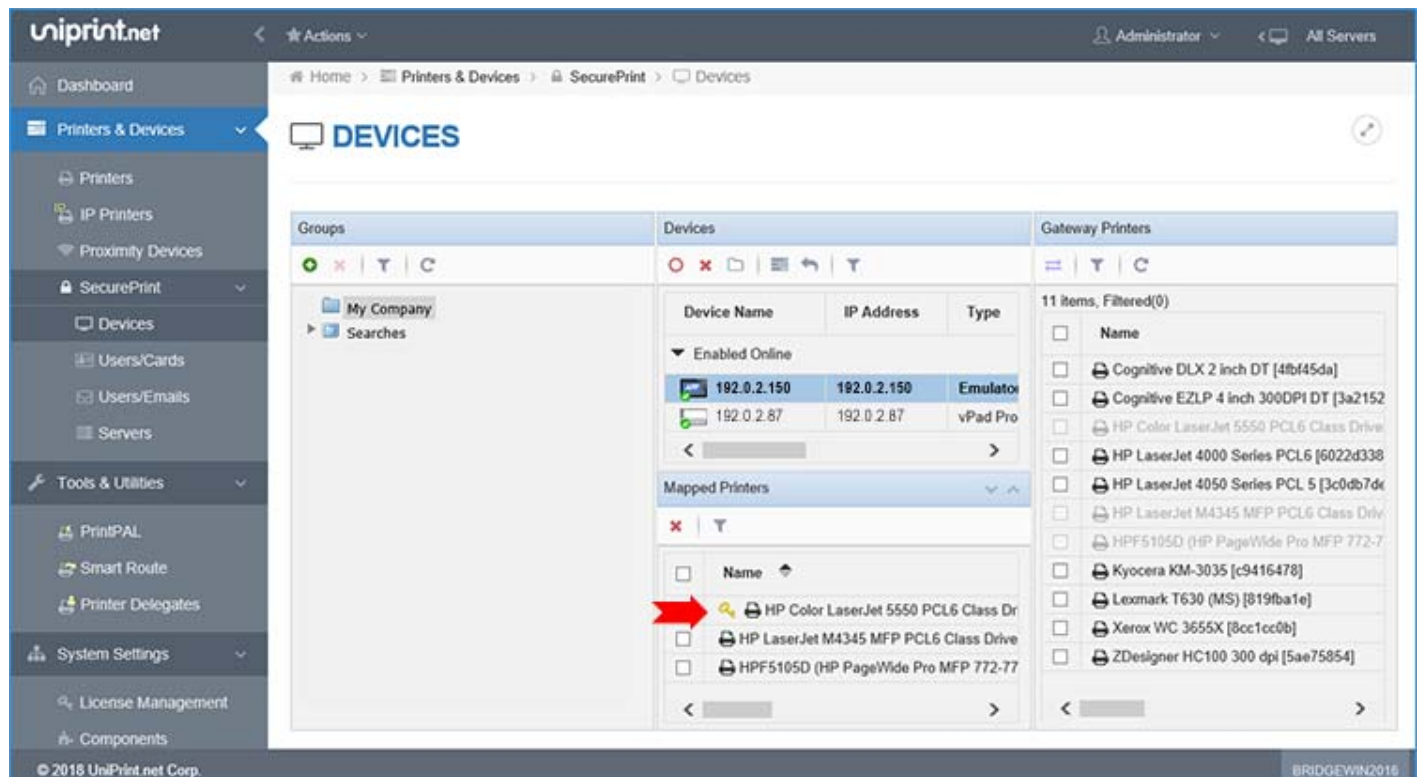 uniprint.net
Actions
Administrator
All Servers
Home > Printers & Devices > SecurePrint > Devices
Dashboard
Printers & Devices
Printers
IP Printers
Proximity Devices
SecurePrint
Devices
Users/Cards
Users/Emails
Servers
Tools & Utilities
PrintPAL
Smart Route
Printer Delegates
System Settings
License Management
Components
DEVICES
Groups
My Company
Searches
Devices
Device Name IP Address Type
Enabled Online
192.0.2.150 192.0.2.150 Emulator
192.0.2.87 192.0.2.87 vPad Pro
Mapped Printers
Name
HP Color LaserJet 5550 PCL6 Class Dr
HP LaserJet M4345 MFP PCL6 Class Drive
HPF5105D (HP PageWide Pro MFP 772-77
Gateway Printers
11 items, Filtered(0)
Name
Cognitive DLX 2 inch DT [4fbf45da]
Cognitive EZLP 4 inch 300DPI DT [3a2152
HP Color LaserJet 5550 PCL6 Class Drive
HP LaserJet 4000 Series PCL6 [6022d338
HP LaserJet 4050 Series PCL 5 [3c0db7de
HP LaserJet M4345 MFP PCL6 Class Driv
HPF5105D (HP PageWide Pro MFP 772-7
Kyocera KM-3035 [c9416478]
Lexmark T630 (MS) [819fba1e]
Xerox WC 3655X [8cc1cc0b]
ZDesigner HC100 300 dpi [5ae75854]
© 2018 UniPrint.net Corp.
BRIDGEWIN2016